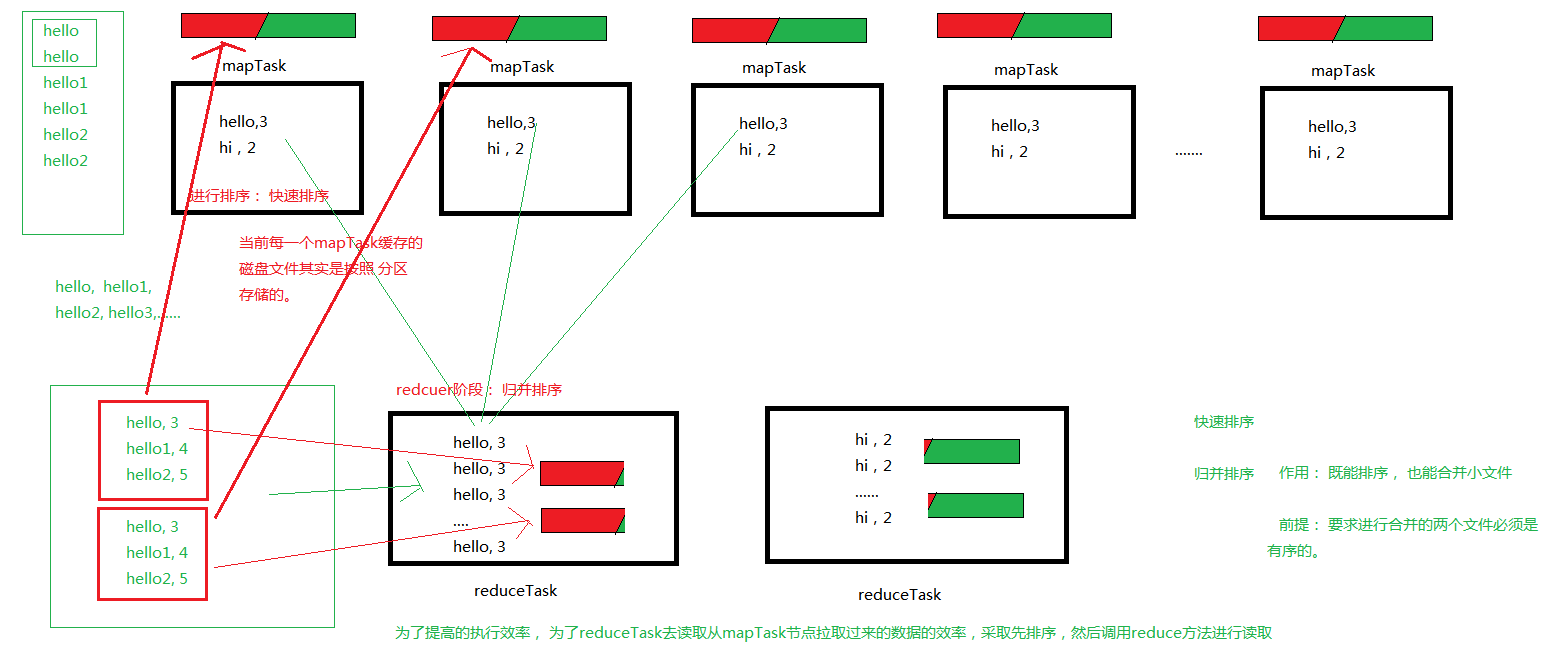 hello
hello
hello1
hello1
hello2
hello2
mapTask
hello,3
hi，2
进行排序： 快速排序
mapTask
hello,3
hi，2
mapTask
hello,3
hi，2
mapTask
hello,3
hi，2
.......
mapTask
hello,3
hi，2
当前每一个mapTask缓存的
磁盘文件其实是按照 分区
存储的。
hello, hello1,
hello2, hello3,......
hello, 3
hello1, 4
hello2, 5
hello, 3
hello1, 4
hello2, 5
redcuer阶段： 归并排序
hello, 3
hello, 3
hello, 3
....
hello, 3
reduceTask
hi，2
hi，2
......
hi，2
reduceTask
快速排序
归并排序 作用： 既能排序， 也能合并小文件
前提： 要求进行合并的两个文件必须是
有序的。
为了提高的执行效率， 为了reduceTask去读取从mapTask节点拉取过来的数据的效率，采取先排序，然后调用reduce方法进行读取